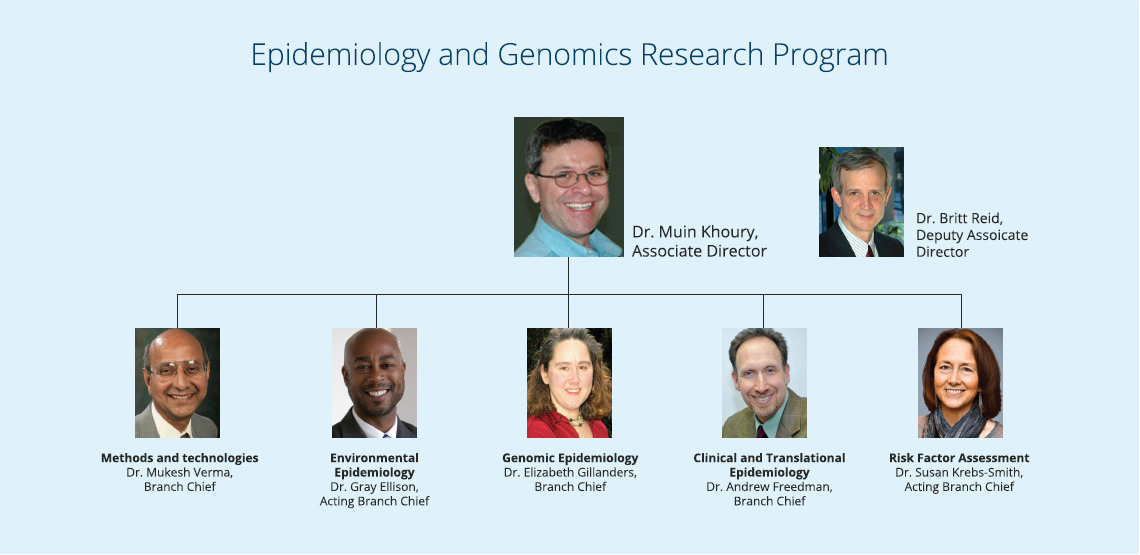 Epidemiology and Genomics Research Program
Dr. Muin Khoury,
Associate Director
Dr. Britt Reid,
Deputy Assoicate
Director
Methods and technologies
Dr. Mukesh Verma,
Branch Chief
Environmental
Epidemiology
Dr. Gray Ellison,
Acting Branch Chief
Genomic Epidemiology
Dr. Elizabeth Gillanders,
Branch Chief
Clinical and Translational
Epidemiology
Dr. Andrew Freedman,
Branch Chief
Risk Factor Assessment
Dr. Susan Krebs-Smith,
Acting Branch Chief